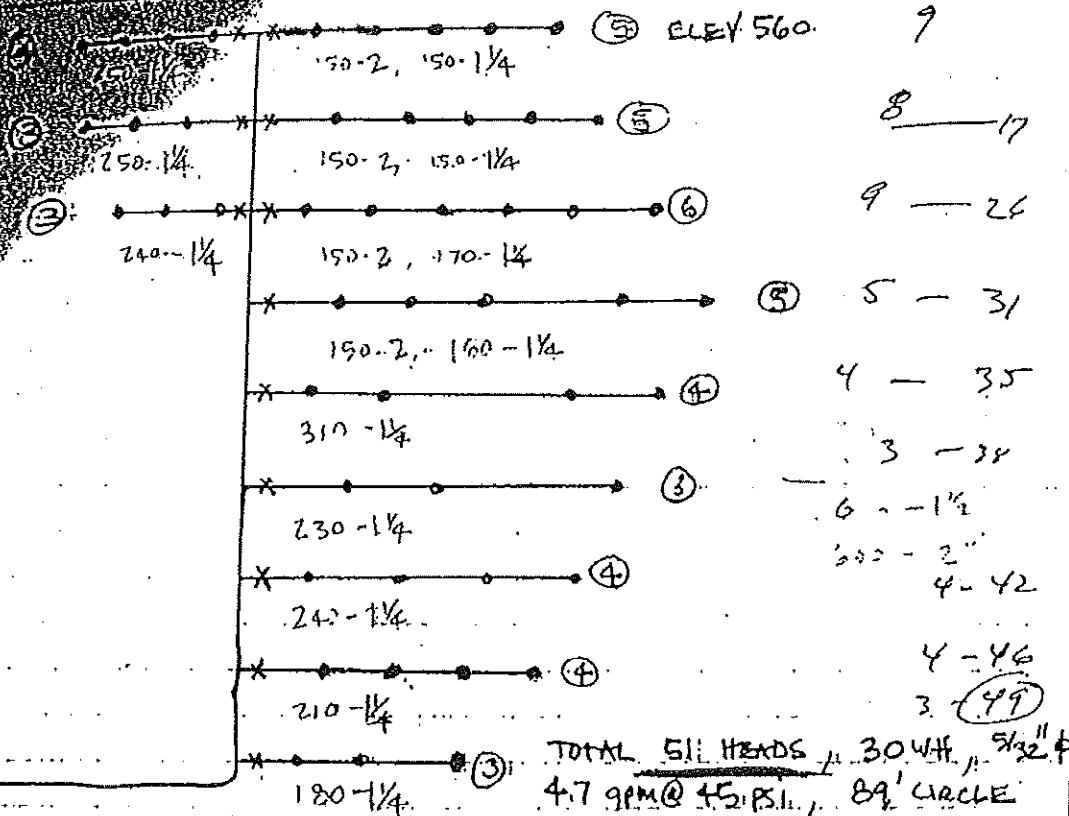 4 ⑤ ELEV. 560. 9
150-2, 150-1¼
③ ⑤ 8 — 17
250-1¼ 150-2, 150-1¼
③ ⑥ 9 — 26
240-1¼ 150-2, 170-1¼
⑤ 5 — 31
150-2, 160-1¼
④ 4 — 35
310-1¼
3 — 38
③
230-1¼ 6 - -1½
- 2"
④ 4 - 42
240-1¼
④ 4 - 46
210-1¼ 3 - 49
③ TOTAL 51 HEADS, 30 WH, 5/32" ϕ
180-1¼ 4.7 gpm @ 45 PSI, 89' CIRCLE